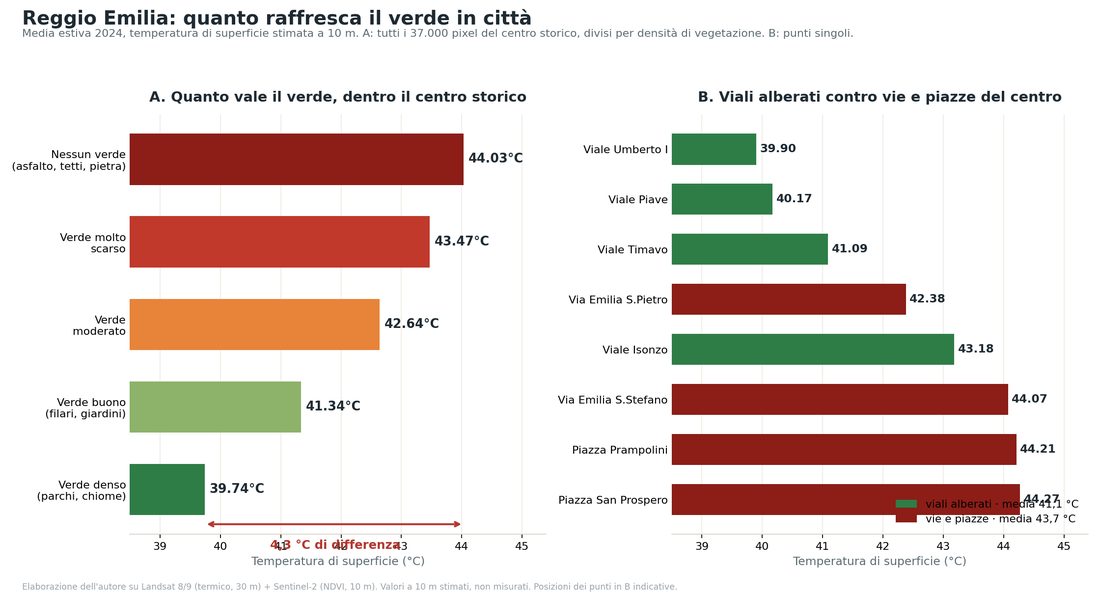 Reggio Emilia: quanto raffresca il verde in città
Media estiva 2024, temperatura di superficie stimata a 10 m. A: tutti i 37.000 pixel del centro storico, divisi per densità di vegetazione. B: punti singoli.
A. Quanto vale il verde, dentro il centro storico
Nessun verde
(asfalto, tetti, pietra)
44.03°C
Verde molto
scarso
43.47°C
Verde
moderato
42.64°C
Verde buono
(filari, giardini)
41.34°C
Verde denso
(parchi, chiome)
39.74°C
4,3 °C di differenza
39 40 41 42 43 44 45
Temperatura di superficie (°C)
B. Viali alberati contro vie e piazze del centro
Viale Umberto I 39.90
Viale Piave 40.17
Viale Timavo 41.09
Via Emilia S.Pietro 42.38
Viale Isonzo 43.18
Via Emilia S.Stefano 44.07
Piazza Prampolini 44.21
Piazza San Prospero 44.27
viali alberati · media 41,1 °C
vie e piazze · media 43,7 °C
39 40 41 42 43 44 45
Temperatura di superficie (°C)
Elaborazione dell'autore su Landsat 8/9 (termico, 30 m) + Sentinel-2 (NDVI, 10 m). Valori a 10 m stimati, non misurati. Posizioni dei punti in B indicative.